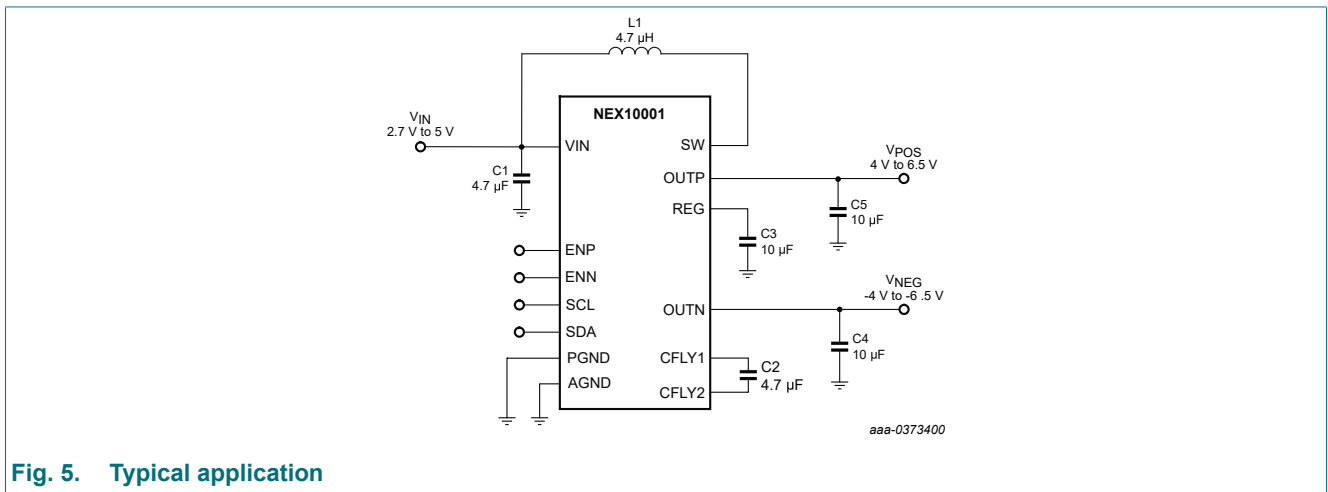 L1
4.7 µH
NEX10001
VIN
2.7 V to 5 V
VIN
SW
VPOS
4 V to 6.5 V
C1
4.7 µF
OUTP
REG
C5
10 µF
C3
10 µF
ENP
ENN
VNEG
-4 V to -6 .5 V
SCL
OUTN
SDA
C4
10 µF
PGND
CFLY1
C2
4.7 µF
AGND
CFLY2
aaa-0373400
Fig. 5. Typical application